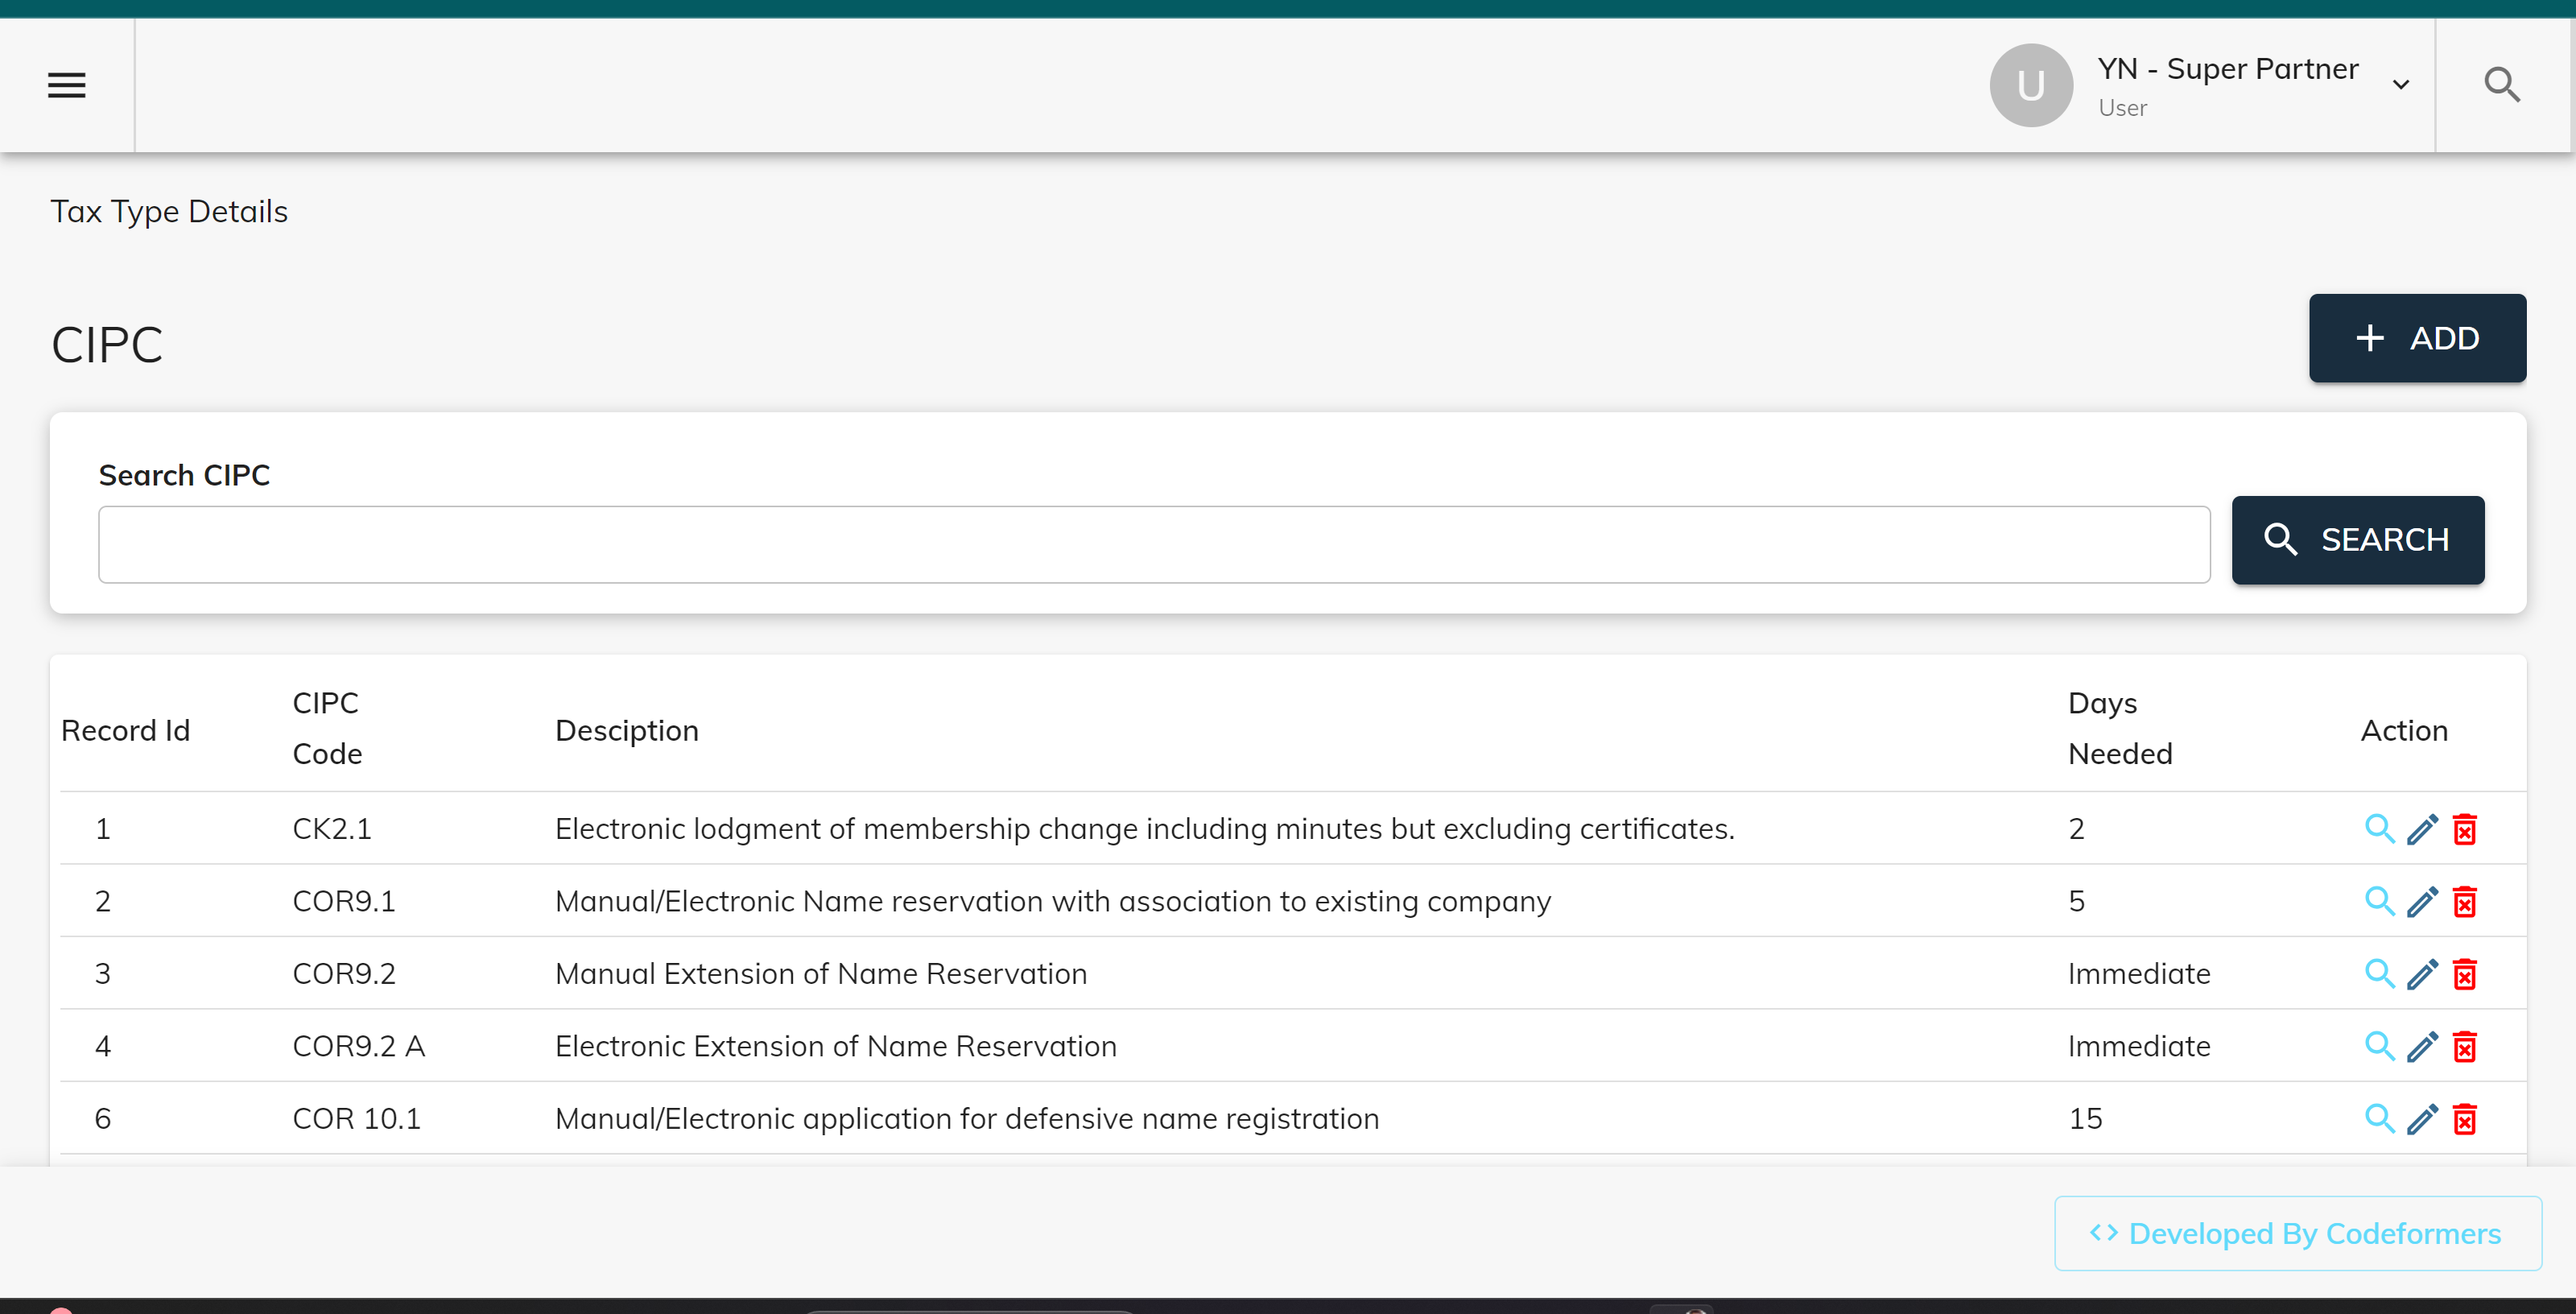 U
YN - Super Partner
User
Tax Type Details
CIPC
ADD
Search CIPC
SEARCH
Record Id CIPC Code Desciption Days Needed Action
1 CK2.1 Electronic lodgment of membership change including minutes but excluding certificates. 2
2 COR9.1 Manual/Electronic Name reservation with association to existing company 5
3 COR9.2 Manual Extension of Name Reservation Immediate
4 COR9.2 A Electronic Extension of Name Reservation Immediate
6 COR 10.1 Manual/Electronic application for defensive name registration 15
<> Developed By Codeformers